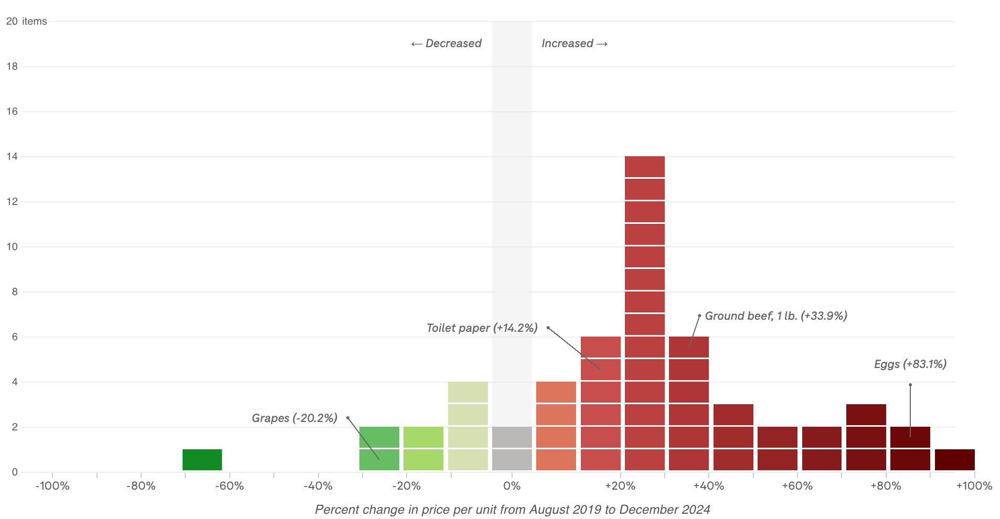 20 items
← Decreased
Increased →
18
16
14
12
10
8
Ground beef, 1 lb. (+33.9%)
Toilet paper (+14.2%)
6
Eggs (+83.1%)
4
Grapes (-20.2%)
2
0
-100% -80% -60% -40% -20% 0% +20% +40% +60% +80% +100%
Percent change in price per unit from August 2019 to December 2024